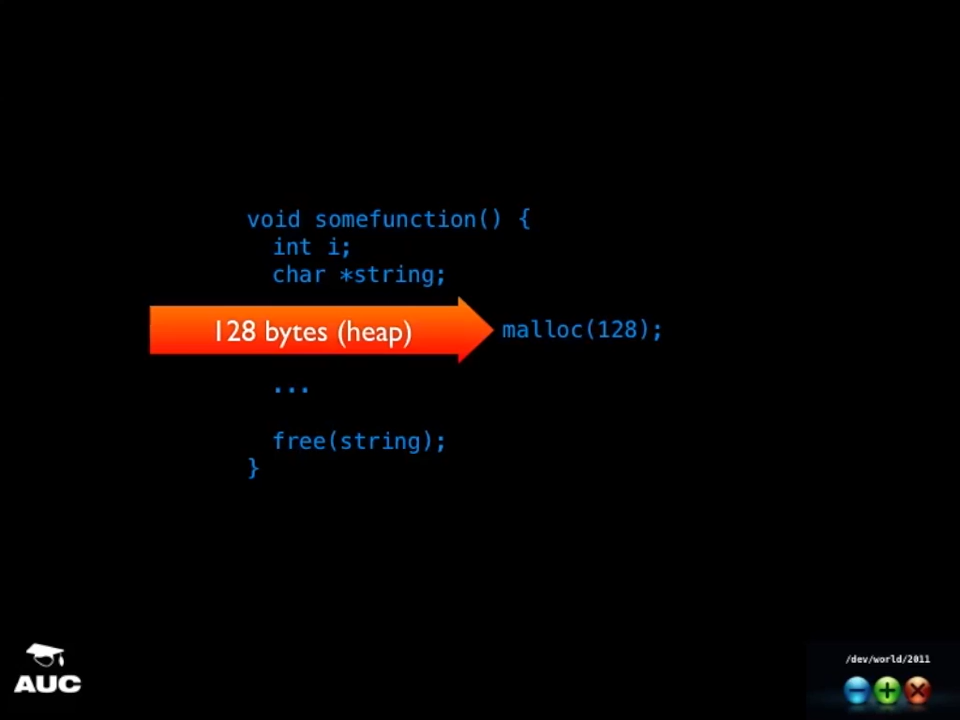 void somefunction() {
int i;
char *string;
128 bytes (heap) malloc(128);
...
free(string);
}
AUC
/dev/world/2011